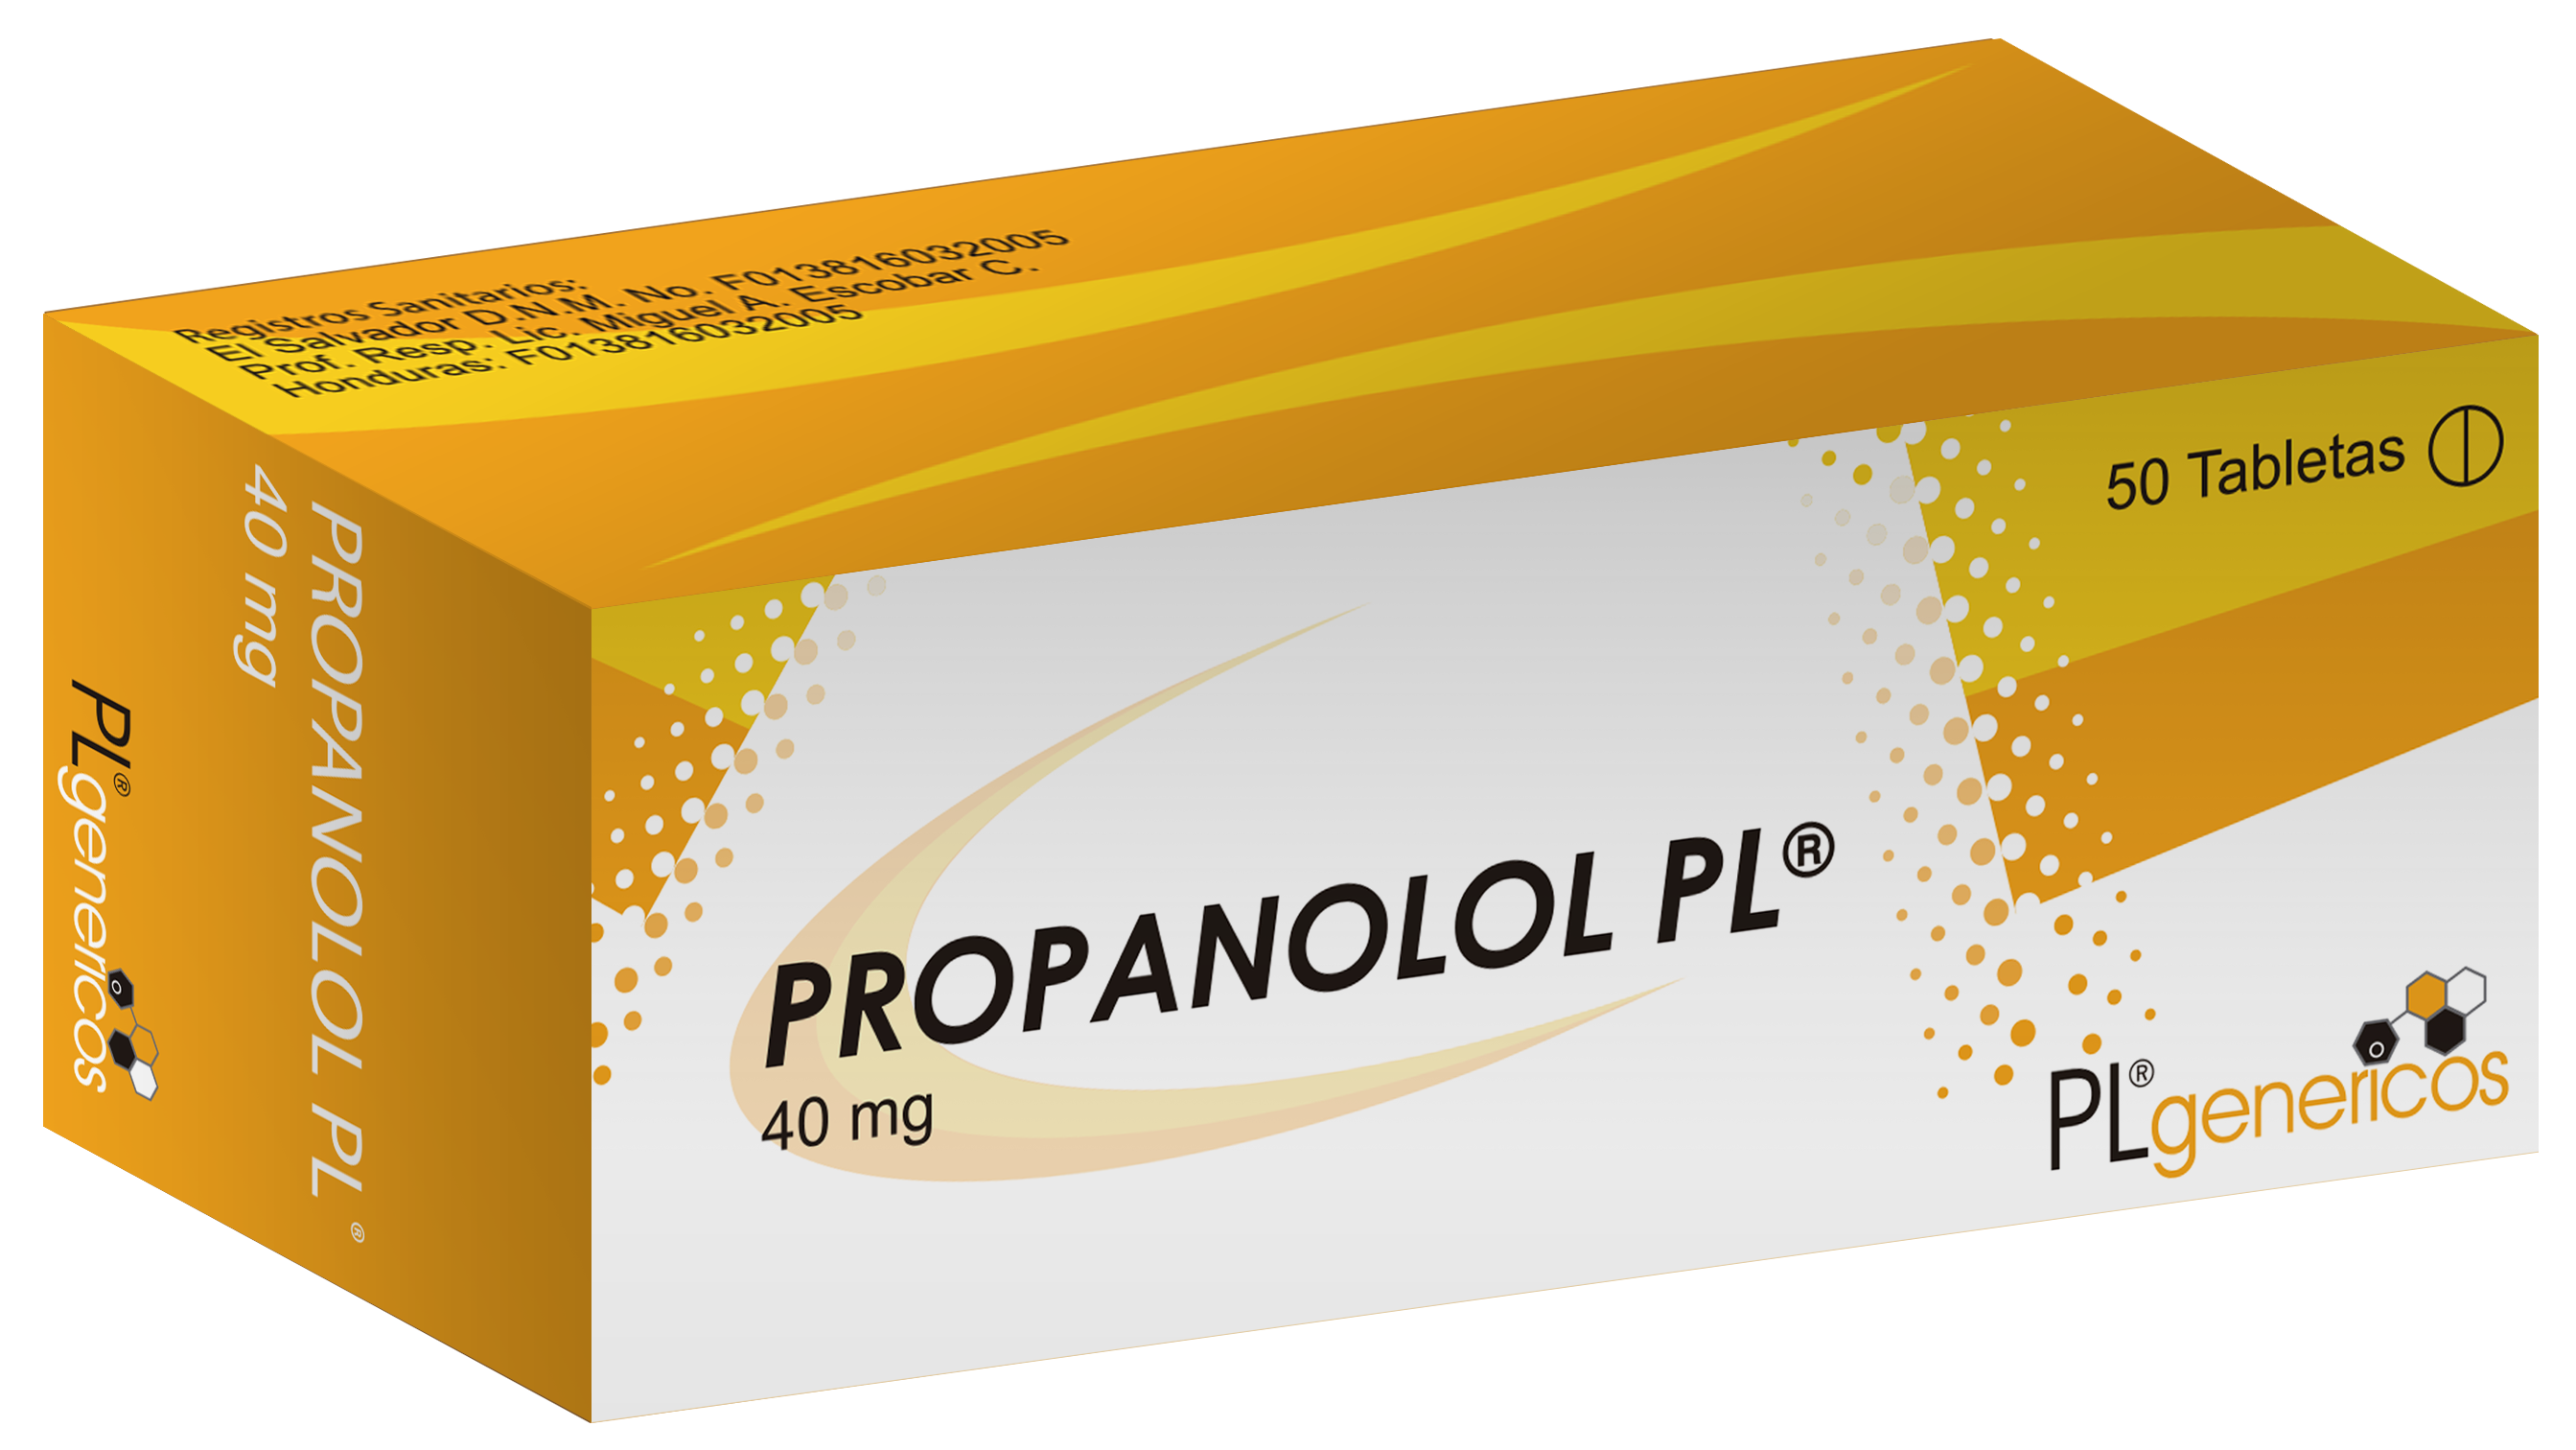 Registros Sanitarios:
El Salvador D.N.M. No. F013816032005
Prof. Resp. Lic. Miguel A. Escobar C.
Honduras: F013816032005
50 Tabletas
PROPANOLOL PL®
40 mg
PL®genericos
PROPANOLOL PL®
40 mg
PL®genericos